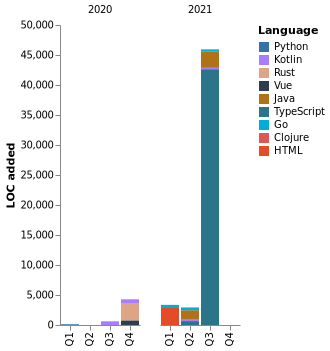 2020 2021
Language
Python
Kotlin
Rust
Vue
Java
TypeScript
Go
Clojure
HTML
LOC added
50,000
45,000
40,000
35,000
30,000
25,000
20,000
15,000
10,000
5,000
0
Q1 Q2 Q3 Q4 Q1 Q2 Q3 Q4